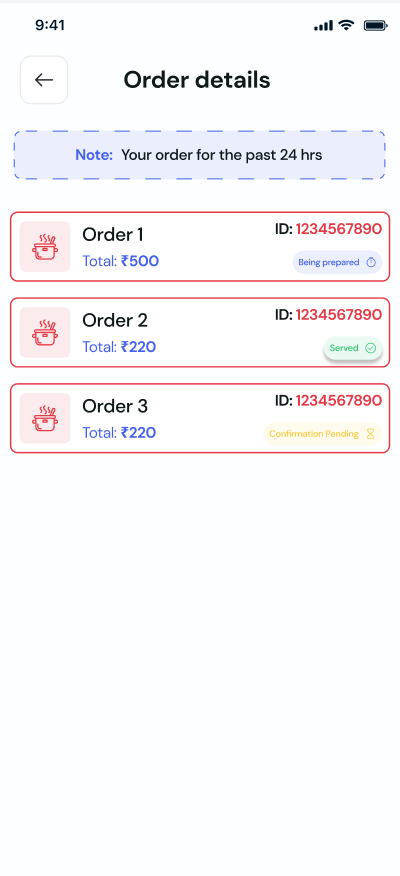 9:41
Order details
Note: Your order for the past 24 hrs
Order 1
ID: 1234567890
Total: ₹500
Being prepared
Order 2
ID: 1234567890
Total: ₹220
Served
Order 3
ID: 1234567890
Total: ₹220
Confirmation Pending